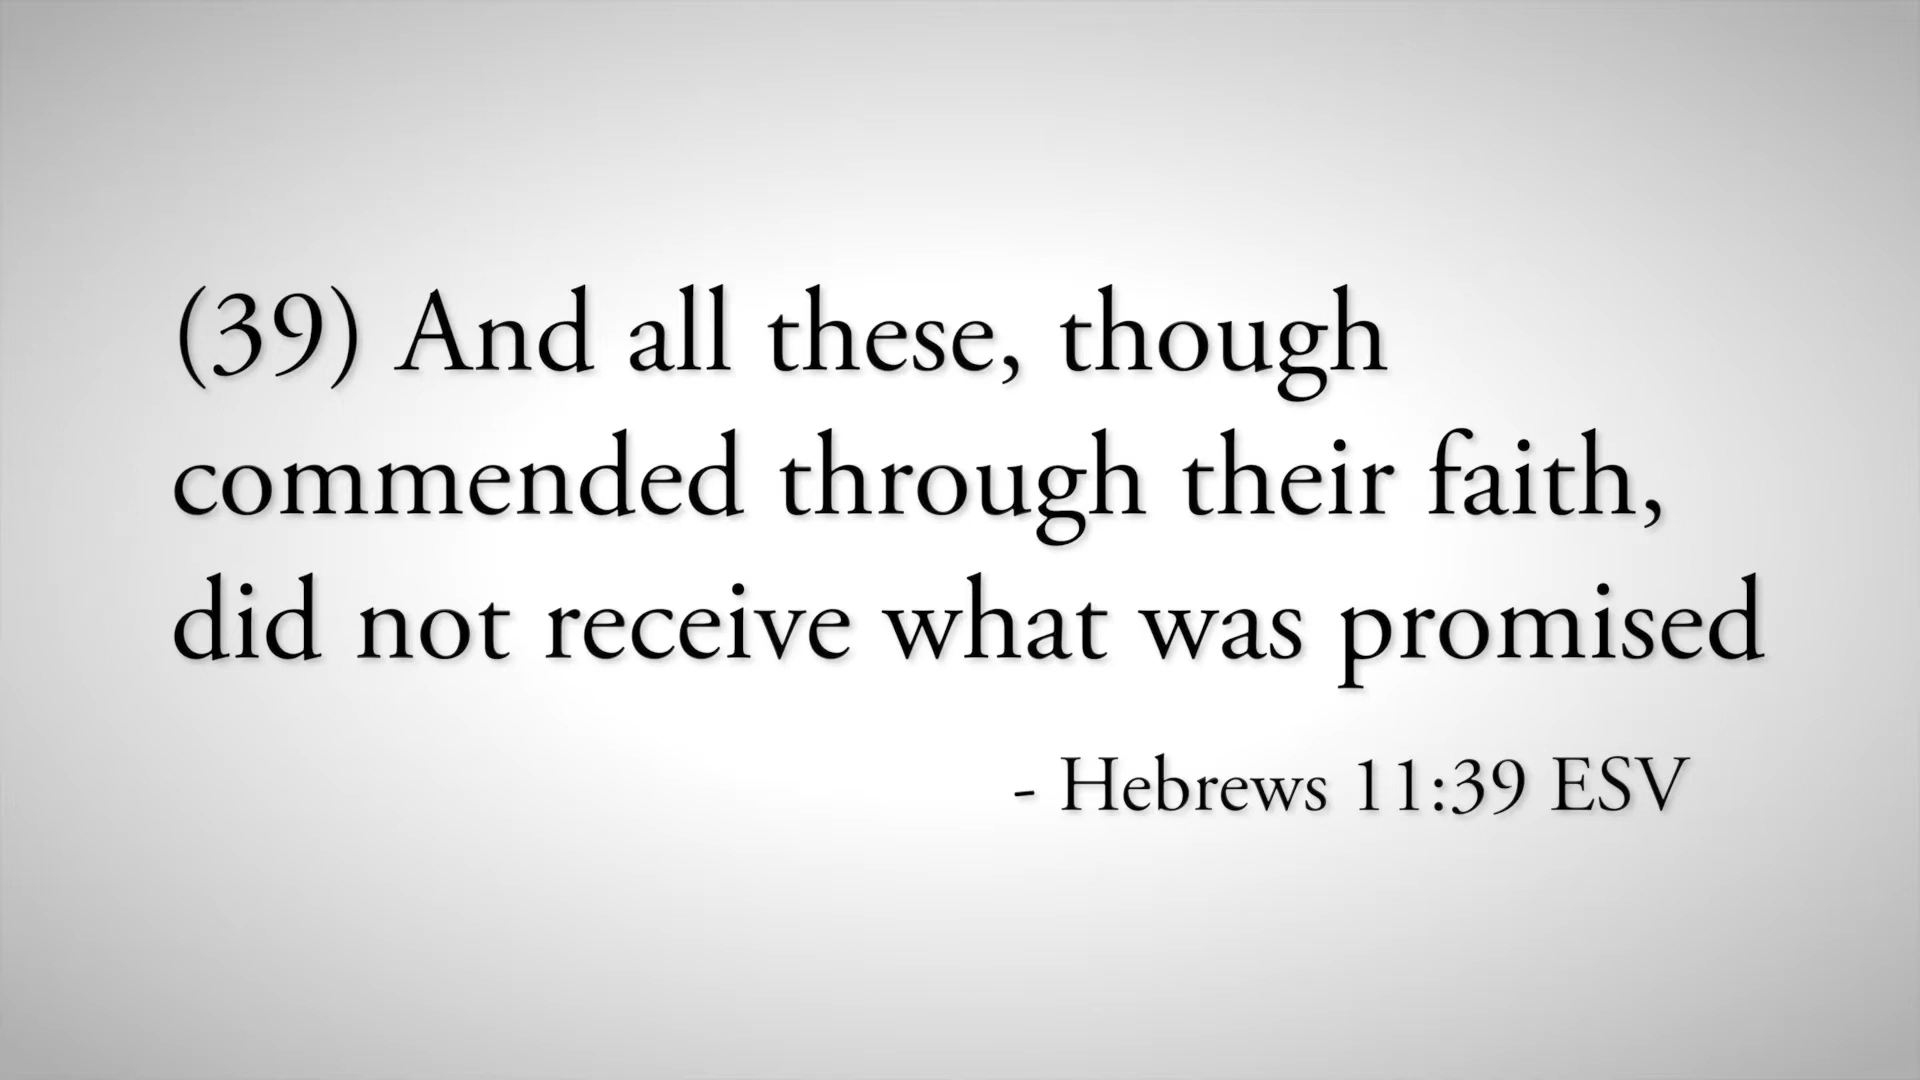 (39) And all these, though
commended through their faith,
did not receive what was promised
- Hebrews 11:39 ESV